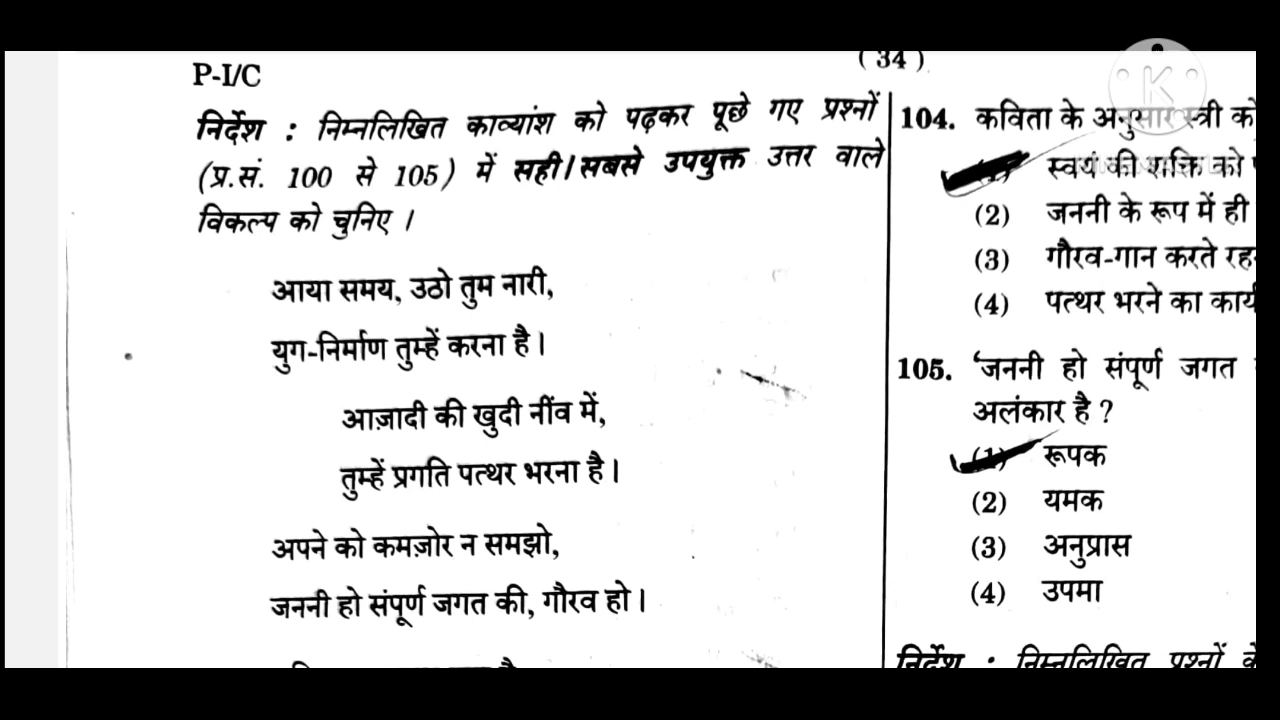 P-I/C
(34)
निर्देश : निम्नलिखित काव्यांश को पढ़कर पूछे गए प्रश्नों
(प्र.सं. 100 से 105) में सही/सबसे उपयुक्त उत्तर वाले
विकल्प को चुनिए।
आया समय, उठो तुम नारी,
युग-निर्माण तुम्हें करना है।
आज़ादी की खुदी नींव में,
तुम्हें प्रगति पत्थर भरना है।
अपने को कमज़ोर न समझो,
जननी हो संपूर्ण जगत की, गौरव हो।
104. कविता के अनुसार स्त्री को
स्वयं की शक्ति को
(2) जननी के रूप में ही
(3) गौरव-गान करते
(4) पत्थर भरने का कार्य
105. 'जननी हो संपूर्ण जगत
अलंकार है ?
(1) रूपक
(2) यमक
(3) अनुप्रास
(4) उपमा
निर्देश : निम्नलिखित प्रश्नों
K